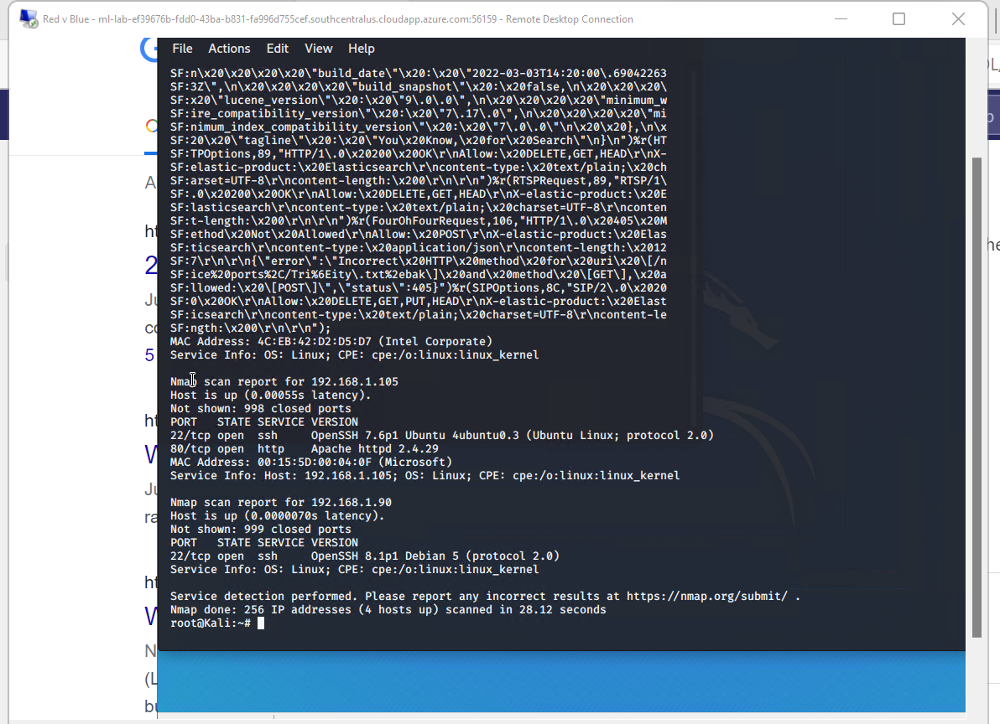 Red v Blue - ml-lab-ef39676b-fdd0-43ba-b831-fa996d755cef.southcentralus.cloudapp.azure.com:56159 - Remote Desktop Connection
File Actions Edit View Help
SF:n\x20\x20\x20\x20\"build_date\"\x20:\x20\"2022-03-03T14:20:00\.69042263
SF:3Z\",\n\x20\x20\x20\x20\"build_snapshot\"\x20:\x20false,\n\x20\x20\x20\
SF:x20\"lucene_version\"\x20:\x20\"9\.0\.0\",\n\x20\x20\x20\x20\"minimum_w
SF:ire_compatibility_version\"\x20:\x20\"7\.17\.0\",\n\x20\x20\x20\x20\"mi
SF:nimum_index_compatibility_version\"\x20:\x20\"7\.0\.0\"\n\x20\x20},\n\x
SF:20\x20\"tagline\"\x20:\x20\"You\x20Know,\x20for\x20Search\"\n}\n")%r(HT
SF:TPOptions,89,"HTTP/1\.0\x20200\x20OK\r\nAllow:\x20DELETE,GET,HEAD\r\nX-
SF:elastic-product:\x20Elasticsearch\r\ncontent-type:\x20text/plain;\x20ch
SF:arset=UTF-8\r\ncontent-length:\x200\r\n\r\n")%r(RTSPRequest,89,"RTSP/1\
SF:.0\x20200\x20OK\r\nAllow:\x20DELETE,GET,HEAD\r\nX-elastic-product:\x20E
SF:lasticsearch\r\ncontent-type:\x20text/plain;\x20charset=UTF-8\r\nconten
SF:t-length:\x200\r\n\r\n")%r(FourOhFourRequest,106,"HTTP/1\.0\x20405\x20M
SF:ethod\x20Not\x20Allowed\r\nAllow:\x20POST\r\nX-elastic-product:\x20Elas
SF:ticsearch\r\ncontent-type:\x20application/json\r\ncontent-length:\x2012
SF:7\r\n\r\n{\"error\":\"Incorrect\x20HTTP\x20method\x20for\x20uri\x20\[/n
SF:ice%20ports%2C/Tri%6Eity\.txt%2ebak\]\x20and\x20method\x20\[GET\],\x20a
SF:llowed:\x20\[POST\]\",\"status\":405}")%r(SIPOptions,8C,"SIP/2\.0\x2020
SF:0\x20OK\r\nAllow:\x20DELETE,GET,PUT,HEAD\r\nX-elastic-product:\x20Elast
SF:icsearch\r\ncontent-type:\x20text/plain;\x20charset=UTF-8\r\ncontent-le
SF:ngth:\x200\r\n\r\n");
MAC Address: 4C:EB:42:D2:D5:D7 (Intel Corporate)
Service Info: OS: Linux; CPE: cpe:/o:linux:linux_kernel
Nmap scan report for 192.168.1.105
Host is up (0.00055s latency).
Not shown: 998 closed ports
PORT STATE SERVICE VERSION
22/tcp open ssh OpenSSH 7.6p1 Ubuntu 4ubuntu0.3 (Ubuntu Linux; protocol 2.0)
80/tcp open http Apache httpd 2.4.29
MAC Address: 00:15:5D:00:04:0F (Microsoft)
Service Info: Host: 192.168.1.105; OS: Linux; CPE: cpe:/o:linux:linux_kernel
Nmap scan report for 192.168.1.90
Host is up (0.0000070s latency).
Not shown: 999 closed ports
PORT STATE SERVICE VERSION
22/tcp open ssh OpenSSH 8.1p1 Debian 5 (protocol 2.0)
Service Info: OS: Linux; CPE: cpe:/o:linux:linux_kernel
Service detection performed. Please report any incorrect results at https://nmap.org/submit/ .
Nmap done: 256 IP addresses (4 hosts up) scanned in 28.12 seconds
root@Kali:~#